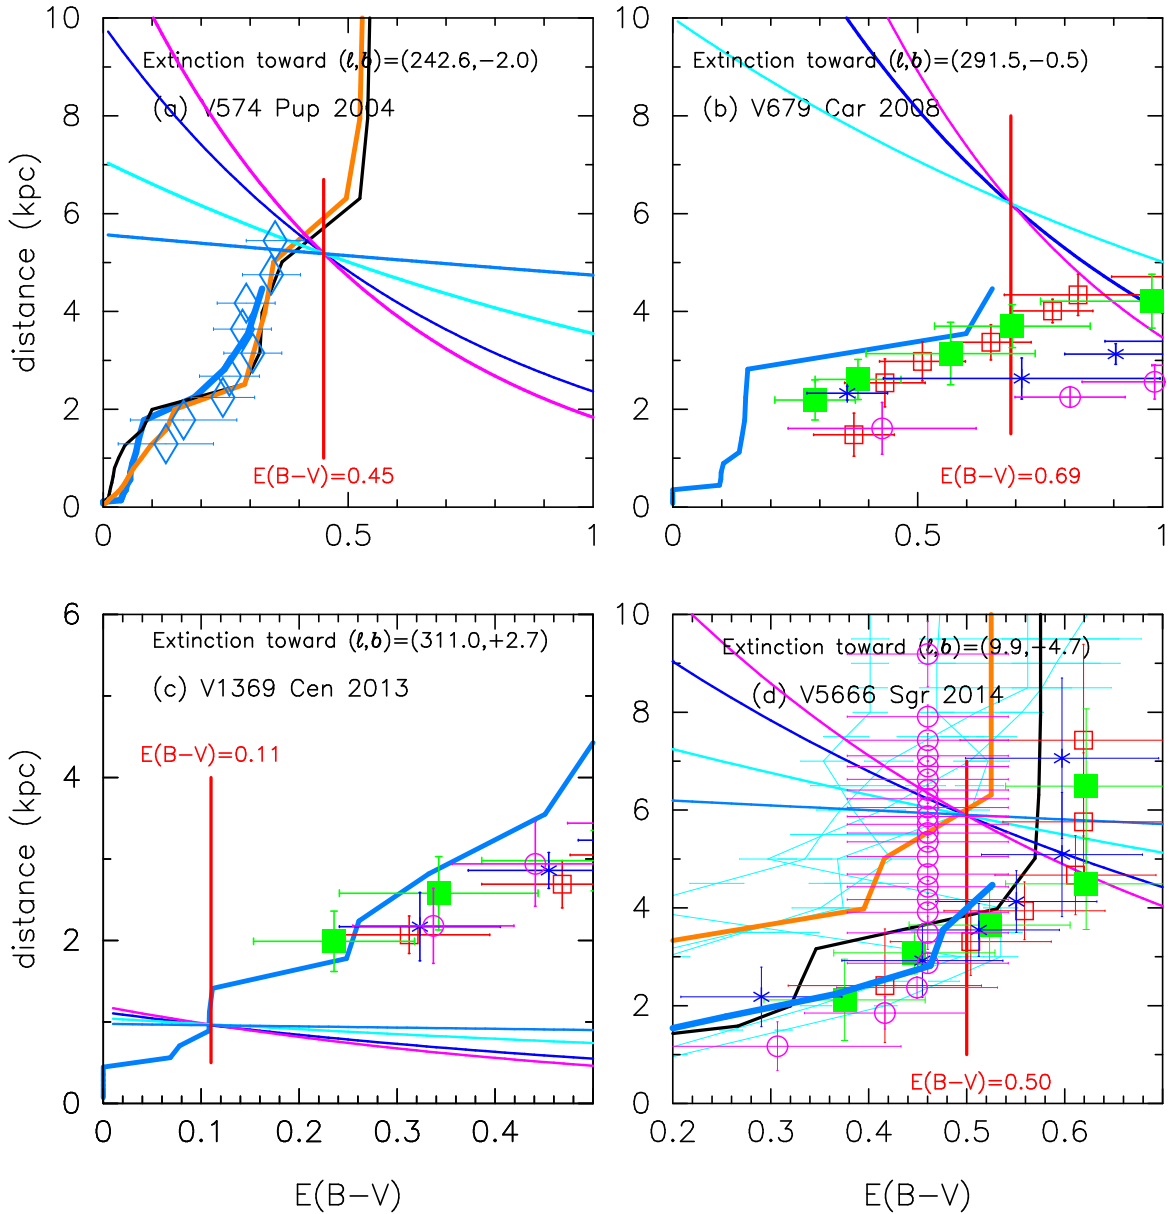 Extinction toward (ℓ,b)=(242.6,−2.0)
(a) V574 Pup 2004
E(B−V)=0.45
10
8
6
4
2
0
0
0.5
1
distance (kpc)
Extinction toward (ℓ,b)=(291.5,−0.5)
(b) V679 Car 2008
E(B−V)=0.69
10
8
6
4
2
0
0
0.5
1
Extinction toward (ℓ,b)=(311.0,+2.7)
(c) V1369 Cen 2013
E(B−V)=0.11
6
4
2
0
0
0.1
0.2
0.3
0.4
distance (kpc)
E(B−V)
Extinction toward (ℓ,b)=(9.9,−4.7)
(d) V5666 Sgr 2014
E(B−V)=0.50
10
8
6
4
2
0
0.2
0.3
0.4
0.5
0.6
E(B−V)